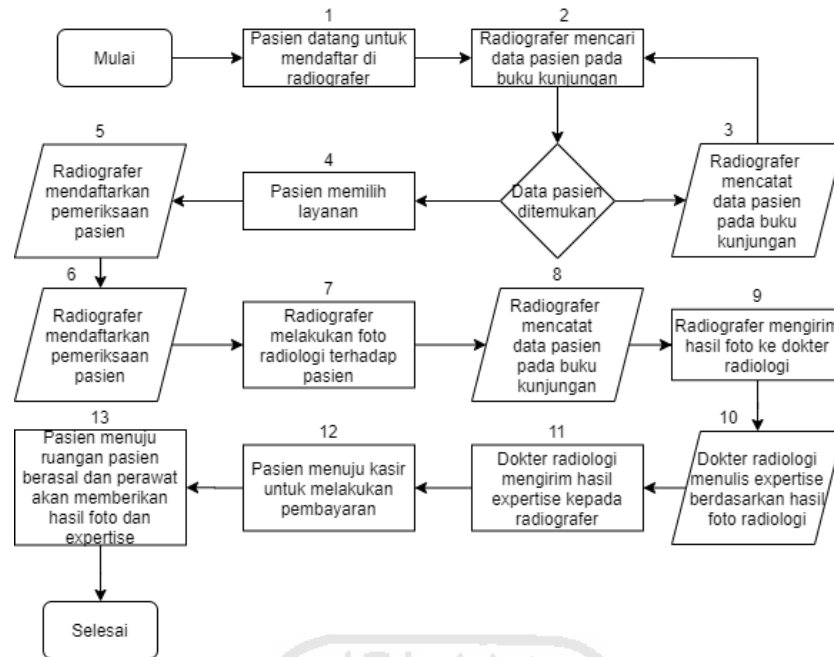 Mulai
1
Pasien datang untuk
mendaftar di
radiografer
2
Radiografer mencari
data pasien pada
buku kunjungan
3
Radiografer
mencatat
data pasien
pada buku
kunjungan
Data pasien
ditemukan
4
Pasien memilih
layanan
5
Radiografer
mendaftarkan
pemeriksaan
pasien
6
Radiografer
mendaftarkan
pemeriksaan
pasien
7
Radiografer
melakukan foto
radiologi terhadap
pasien
8
Radiografer
mencatat
data pasien
pada buku
kunjungan
9
Radiografer mengirim
hasil foto ke dokter
radiologi
10
Dokter radiologi
menulis expertise
berdasarkan hasil
foto radiologi
11
Dokter radiologi
mengirim hasil
expertise kepada
radiografer
12
Pasien menuju kasir
untuk melakukan
pembayaran
13
Pasien menuju
ruangan pasien
berasal dan perawat
akan memberikan
hasil foto dan
expertise
Selesai